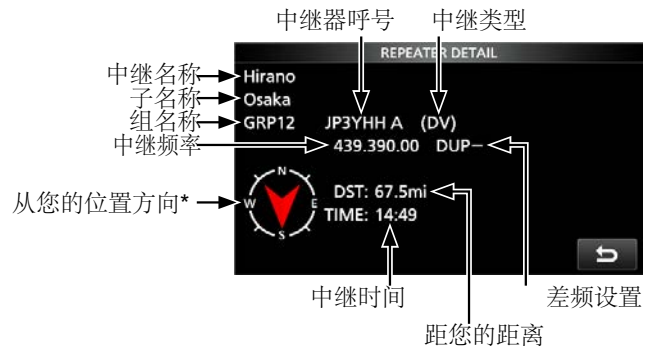 中继器呼号 中继类型
REPEATER DETAIL
中继名称 Hirano
子名称 Osaka
组名称 GRP12 JP3YHH A (DV)
中继频率 439.390.00 DUP−
N
从您的位置方向* W E DST: 67.5mi
TIME: 14:49
S
中继时间 差频设置
距您的距离